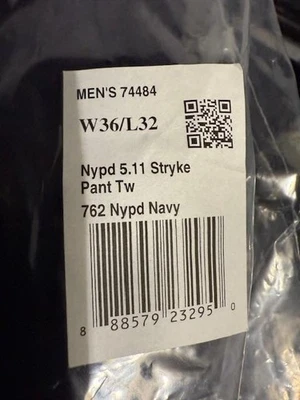 MEN'S 74484
W36/L32
Nypd 5.11 Stryke
Pant Tw
762 Nypd Navy
8 88579 23295 0